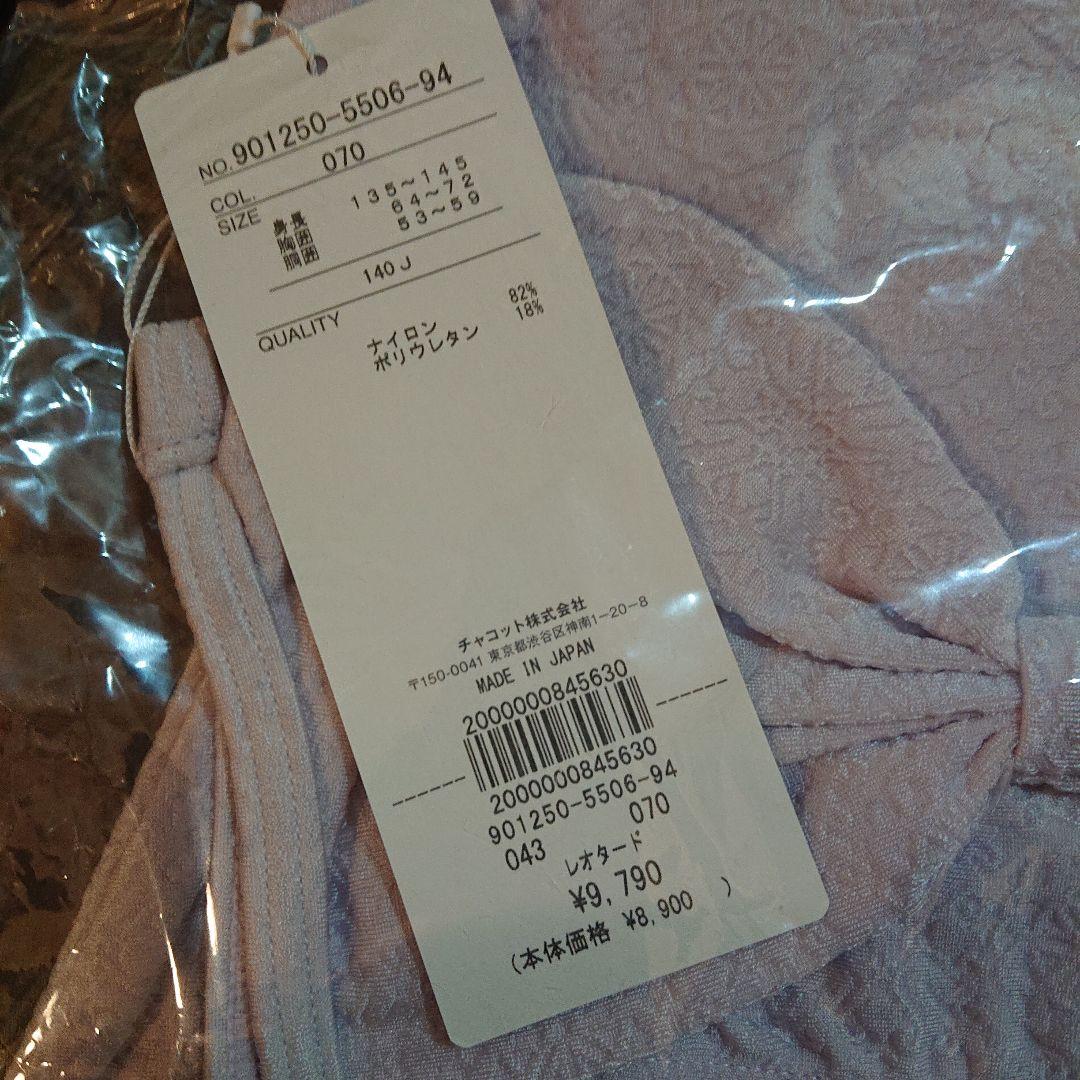 NO. 901250-5506-94
COL. 070
SIZE 身長 135～145
胸囲 64～72
胴囲 53～59
140J
QUALITY
ナイロン 82%
ポリウレタン 18%
チャコット株式会社
〒150-0041 東京都渋谷区神南1-20-8
MADE IN JAPAN
2000000845630
2000000845630
901250-5506-94
043 070
レオタード
¥9,790
(本体価格 ¥8,900 )